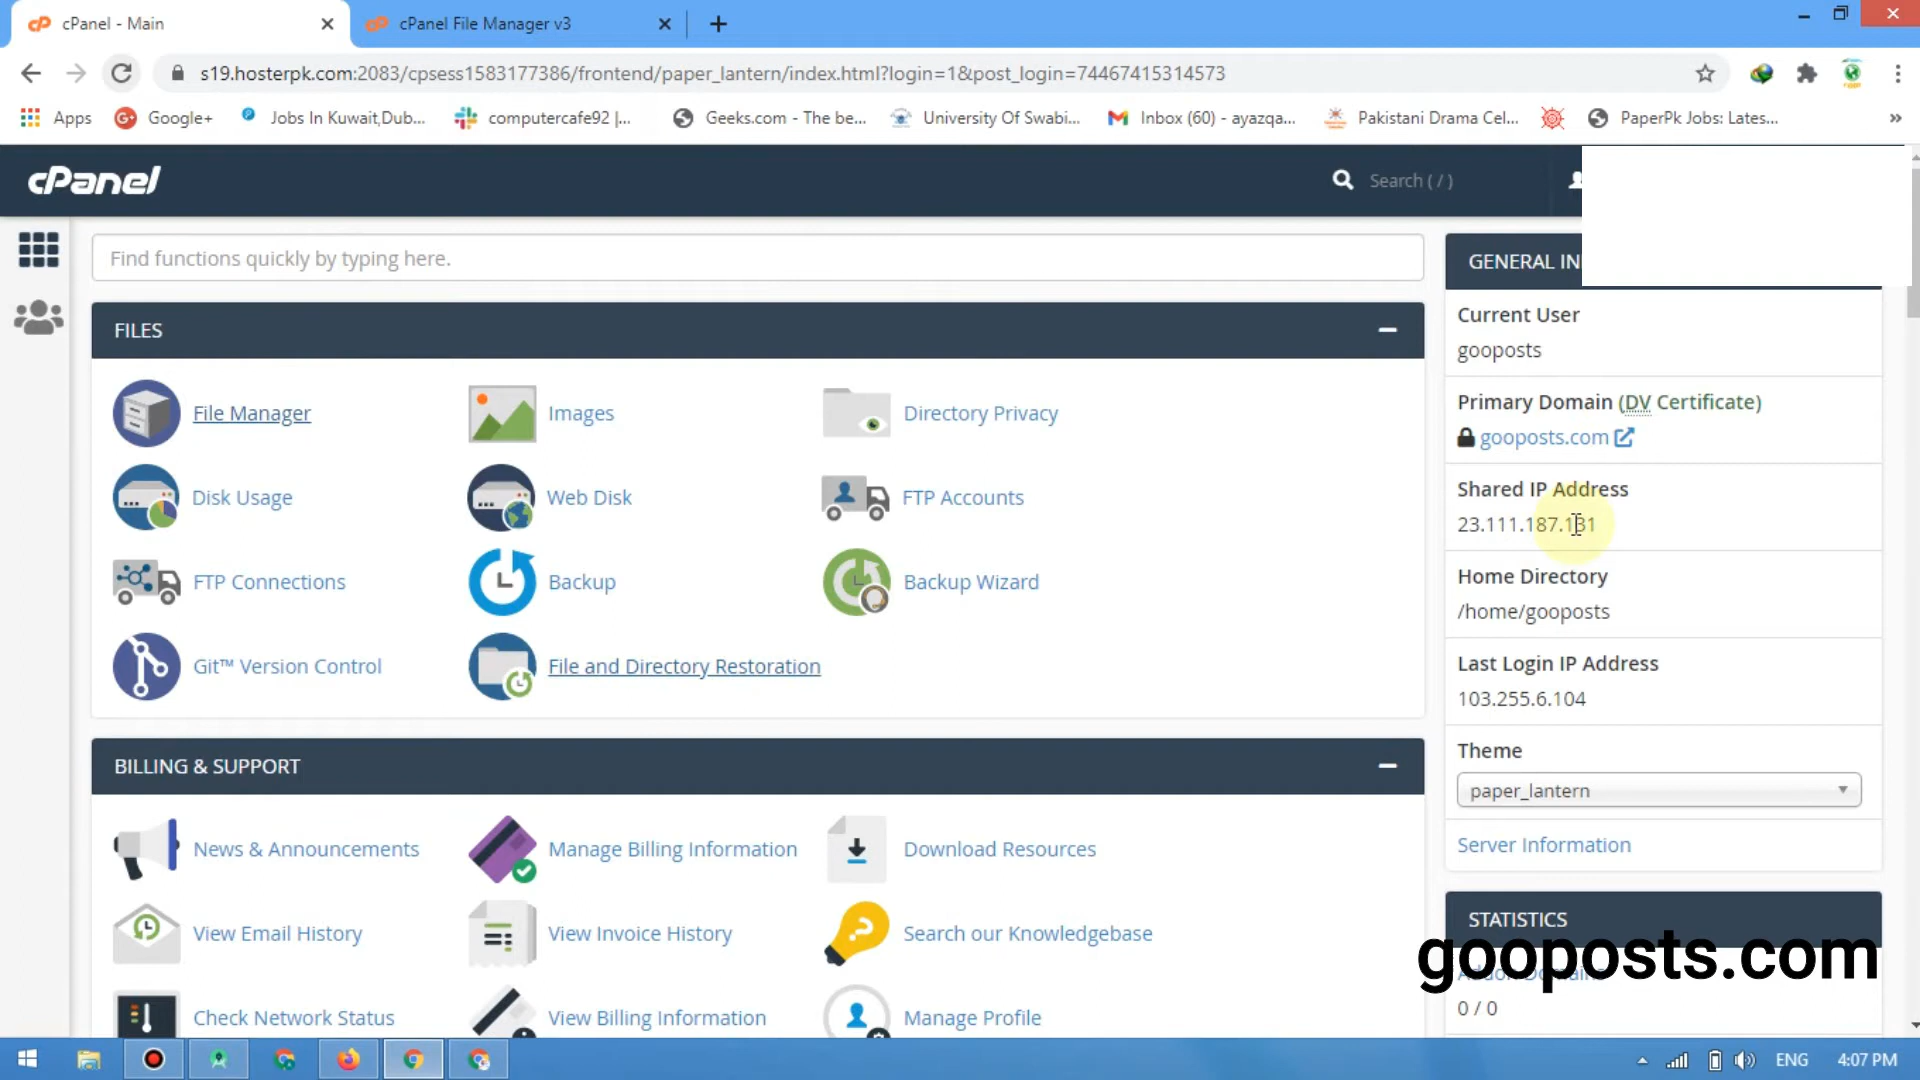 cPanel - Main
cPanel File Manager v3
s19.hosterpk.com:2083/cpsess1583177386/frontend/paper_lantern/index.html?login=1&post_login=74467415314573
Apps
Google+
Jobs In Kuwait,Dub...
computercafe92 |...
Geeks.com - The be...
University Of Swabi...
Inbox (60) - ayazqa...
Pakistani Drama Cel...
PaperPk Jobs: Lates...
»
cPanel
Search ( / )
Find functions quickly by typing here.
FILES
File Manager
Images
Directory Privacy
Disk Usage
Web Disk
FTP Accounts
FTP Connections
Backup
Backup Wizard
Git™ Version Control
File and Directory Restoration
BILLING & SUPPORT
News & Announcements
Manage Billing Information
Download Resources
View Email History
View Invoice History
Search our Knowledgebase
Check Network Status
View Billing Information
Manage Profile
GENERAL IN
Current User
gooposts
Primary Domain (DV Certificate)
gooposts.com
Shared IP Address
23.111.187.131
Home Directory
/home/gooposts
Last Login IP Address
103.255.6.104
Theme
paper_lantern
Server Information
STATISTICS
gooposts.com
0 / 0
ENG
4:07 PM